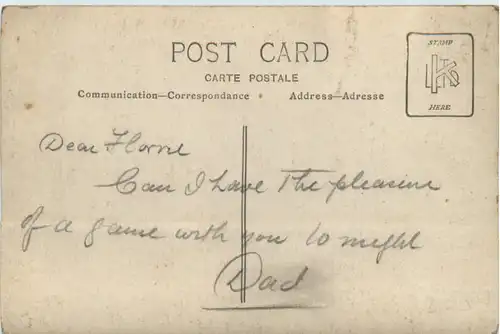 POST CARD
CARTE POSTALE
Communication—Correspondance • Address—Adresse
STAMP
HERE
Dear Florrie
Can I have The pleasure
of a game with you to might
Dad